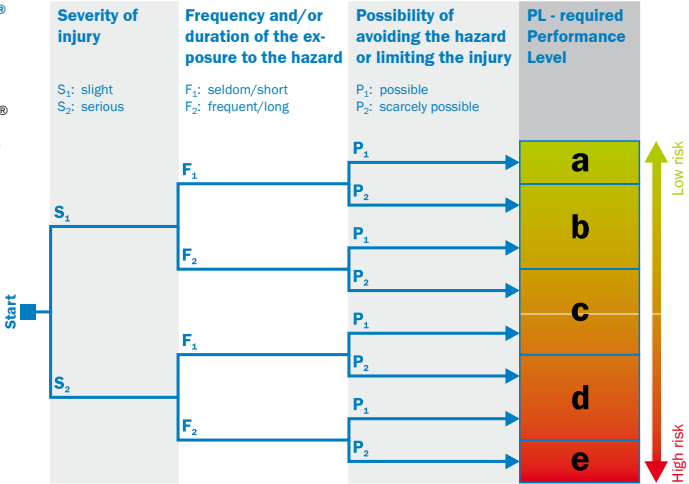 ®
®
Severity of
injury
S₁: slight
S₂: serious
Frequency and/or
duration of the ex-
posure to the hazard
F₁: seldom/short
F₂: frequent/long
Possibility of
avoiding the hazard
or limiting the injury
P₁: possible
P₂: scarcely possible
PL - required
Performance
Level
Start
S₁
S₂
F₁
F₂
F₁
F₂
P₁
P₂
P₁
P₂
P₁
P₂
P₁
P₂
a
b
c
d
e
Low risk
High risk